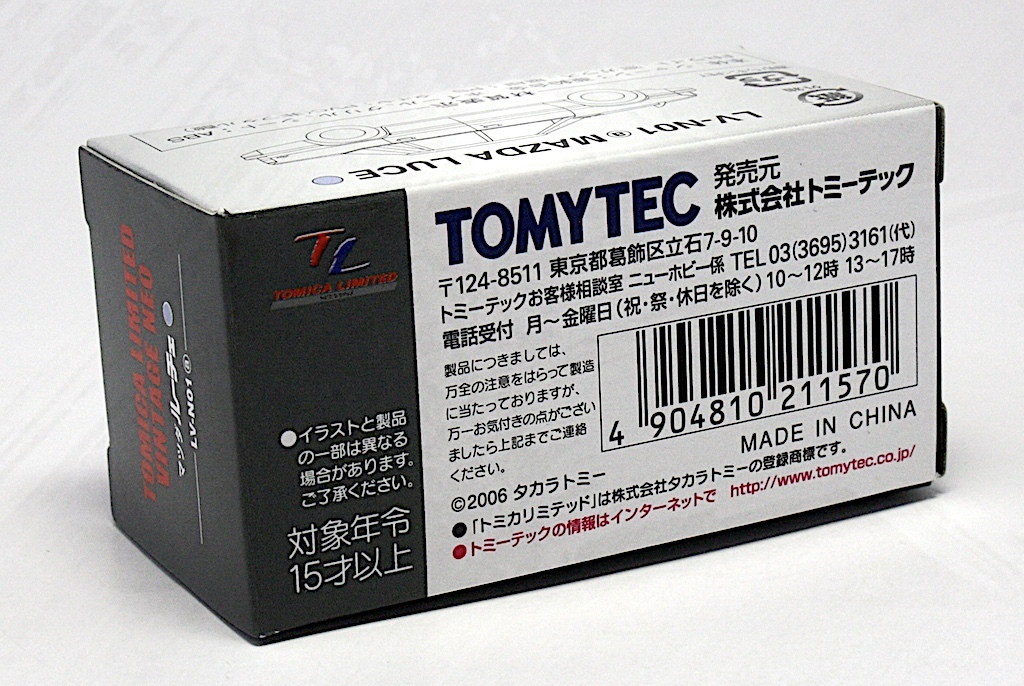 LV-N01 ⓐ MAZDA LUCE
TOMICA LIMITED
VINTAGE NEO
LV-N01 ⓐ
TOMICA LIMITED
TOMYTEC
発売元
株式会社トミーテック
〒124-8511 東京都葛飾区立石7-9-10
トミーテックお客様相談室 ニューホビー係 TEL 03(3695)3161(代)
電話受付 月～金曜日(祝・祭・休日を除く) 10～12時 13～17時
製品につきましては、
万全の注意をはらって製造
に当たっておりますが、
万一お気付きの点がござい
ましたら上記までご連絡
ください。
4 904810 211570
MADE IN CHINA
©2006 タカラトミー
●「トミカリミテッド」は株式会社タカラトミーの登録商標です。
●トミーテックの情報はインターネットで http://www.tomytec.co.jp/
●イラストと製品
の一部は異なる
場合があります。
ご了承ください。
対象年令
15才以上